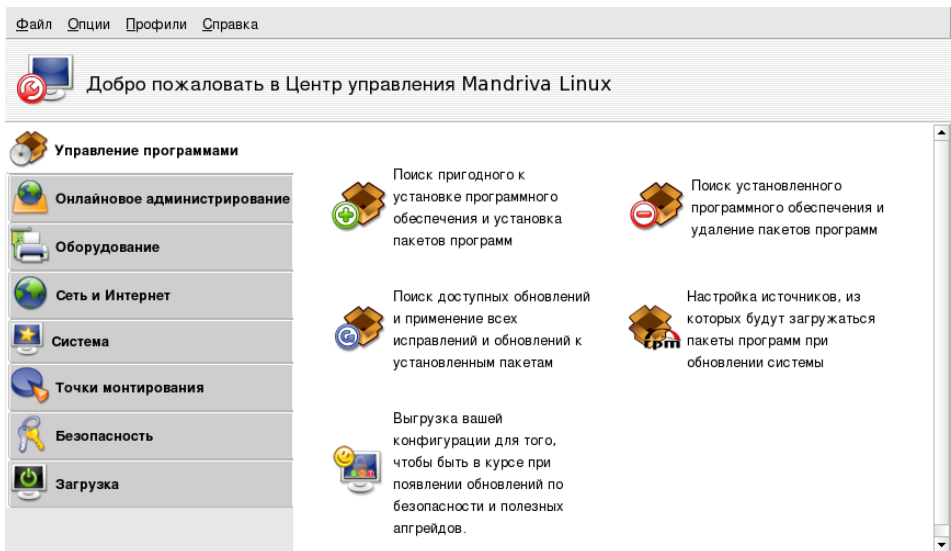 Файл Опции Профили Справка
Добро пожаловать в Центр управления Mandriva Linux
Управление программами
Онлайновое администрирование
Оборудование
Сеть и Интернет
Система
Точки монтирования
Безопасность
Загрузка
Поиск пригодного к
установке программного
обеспечения и установка
пакетов программ
Поиск установленного
программного обеспечения и
удаление пакетов программ
Поиск доступных обновлений
и применение всех
исправлений и обновлений к
установленным пакетам
Настройка источников, из
которых будут загружаться
пакеты программ при
обновлении системы
rpm
Выгрузка вашей
конфигурации для того,
чтобы быть в курсе при
появлении обновлений по
безопасности и полезных
апгрейдов.